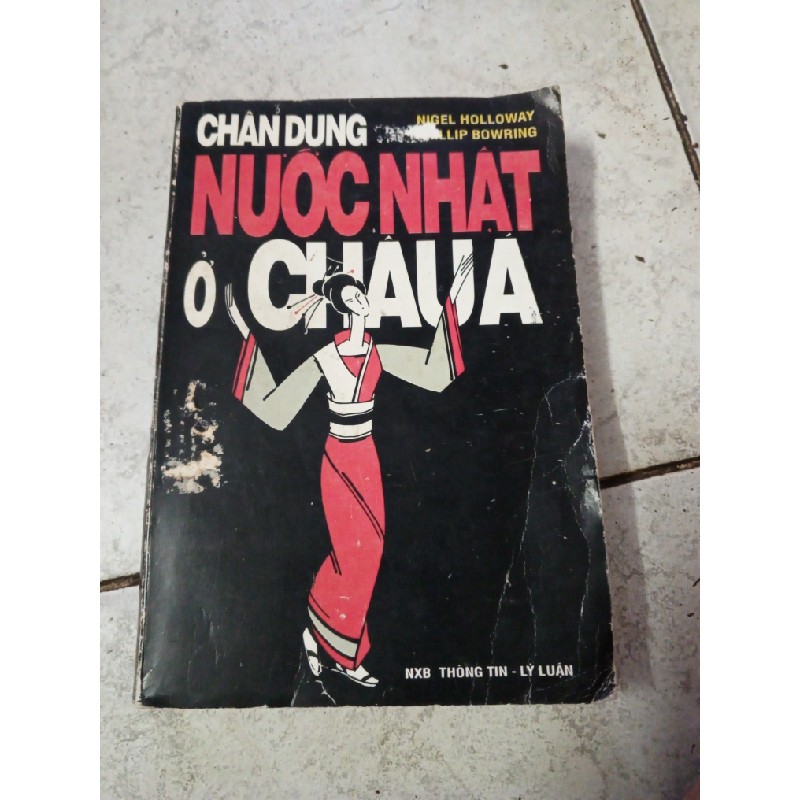 CHÂN DUNG
NIGEL HOLLOWAY
BOWRING
NƯỚC NHẬT
Ở CHÂU Á
NXB THÔNG TIN - LÝ LUẬN